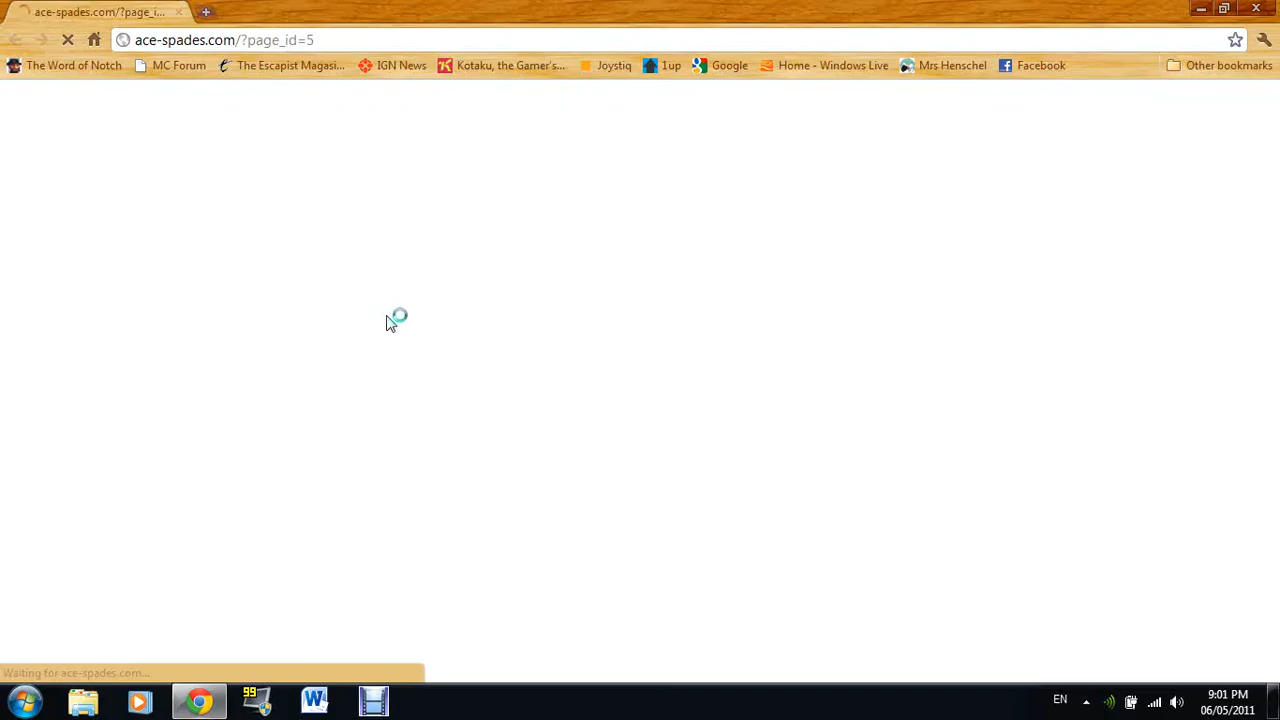 ace-spades.com/?page_i...
ace-spades.com/?page_id=5
The Word of Notch MC Forum The Escapist Magasi... IGN News Kotaku, the Gamer's... Joystiq 1up Google Home - Windows Live Mrs Henschel Facebook Other bookmarks
Waiting for ace-spades.com...
99
EN
9:01 PM
06/05/2011